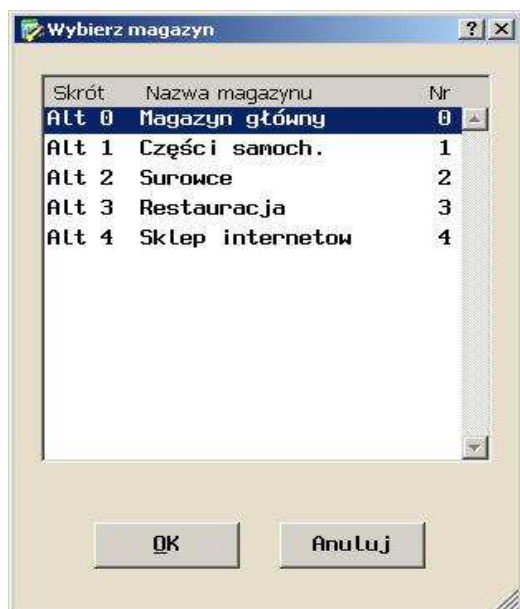 Wybierz magazyn
Skrót Nazwa magazynu Nr
Alt 0 Magazyn główny 0
Alt 1 Części samoch. 1
Alt 2 Surowce 2
Alt 3 Restauracja 3
Alt 4 Sklep internetow 4
OK Anuluj